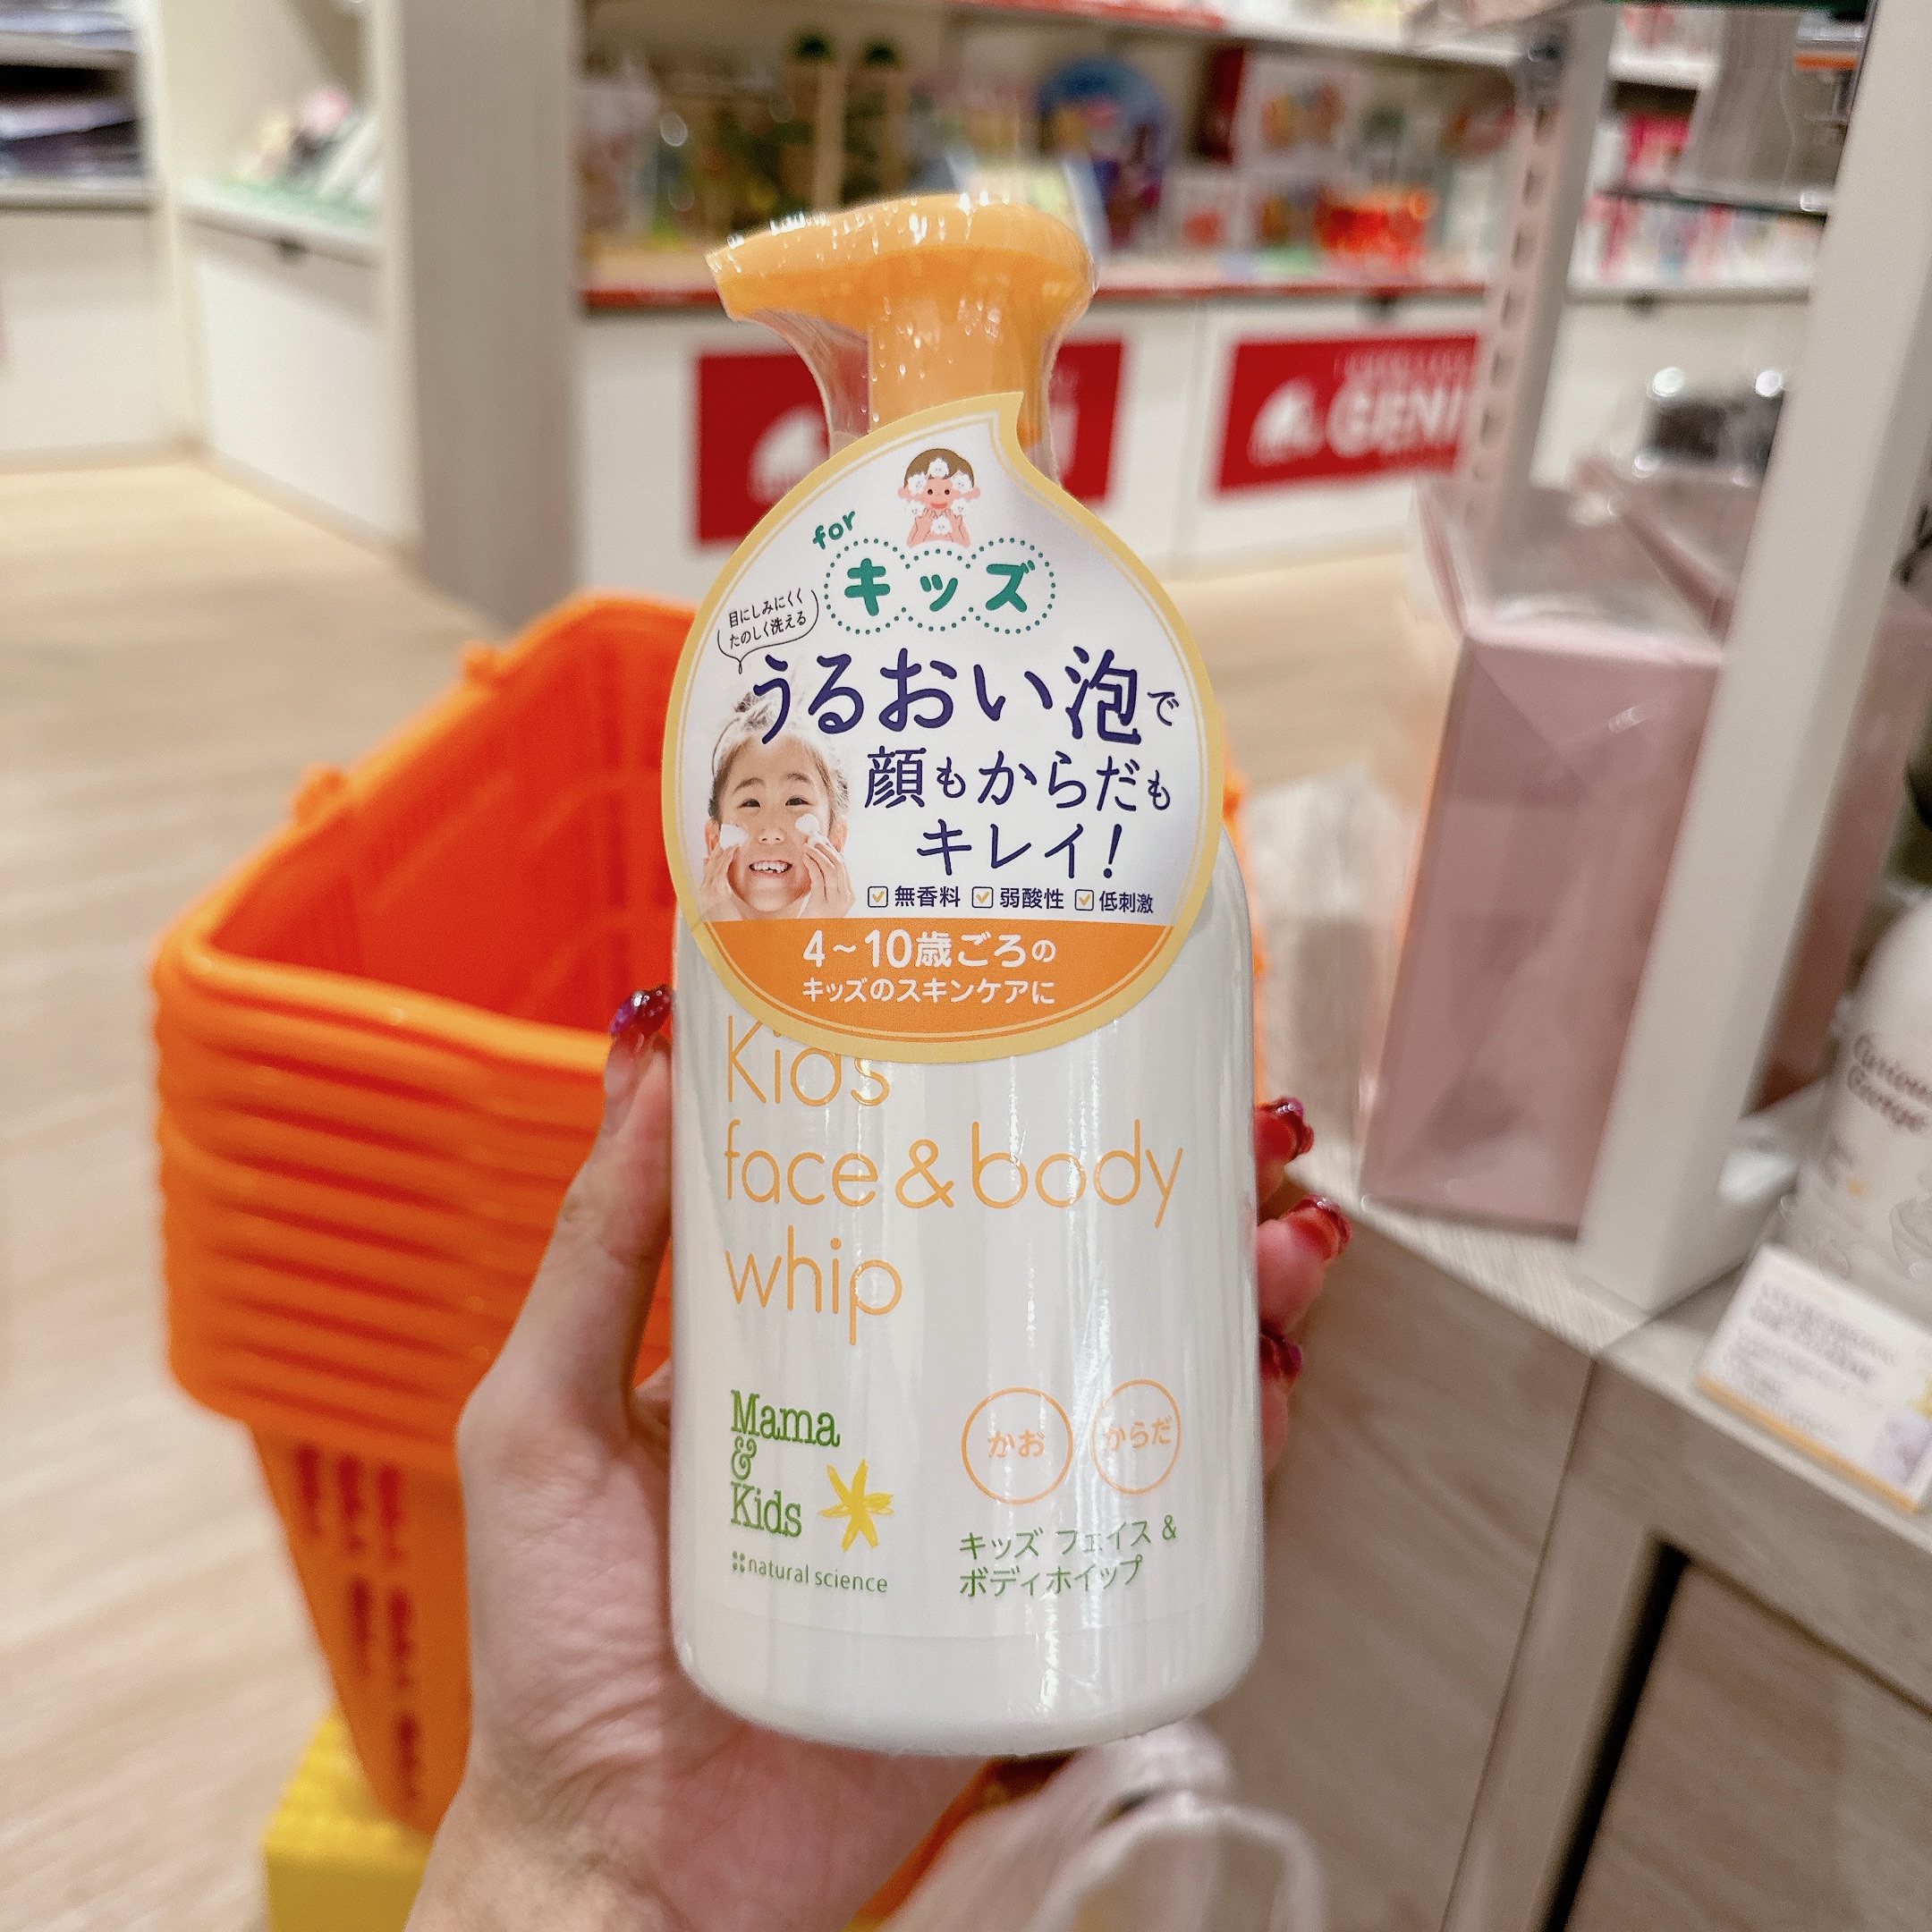 for
キッズ
目にしみにくく
たのしく洗える
うるおい泡で
顔もからだも
キレイ!
無香料 弱酸性 低刺激
4~10歳ごろの
キッズのスキンケアに
Kids
face & body
whip
Mama
&
Kids
natural science
かお からだ
キッズ フェイス &
ボディホイップ
GENI
Curious
George